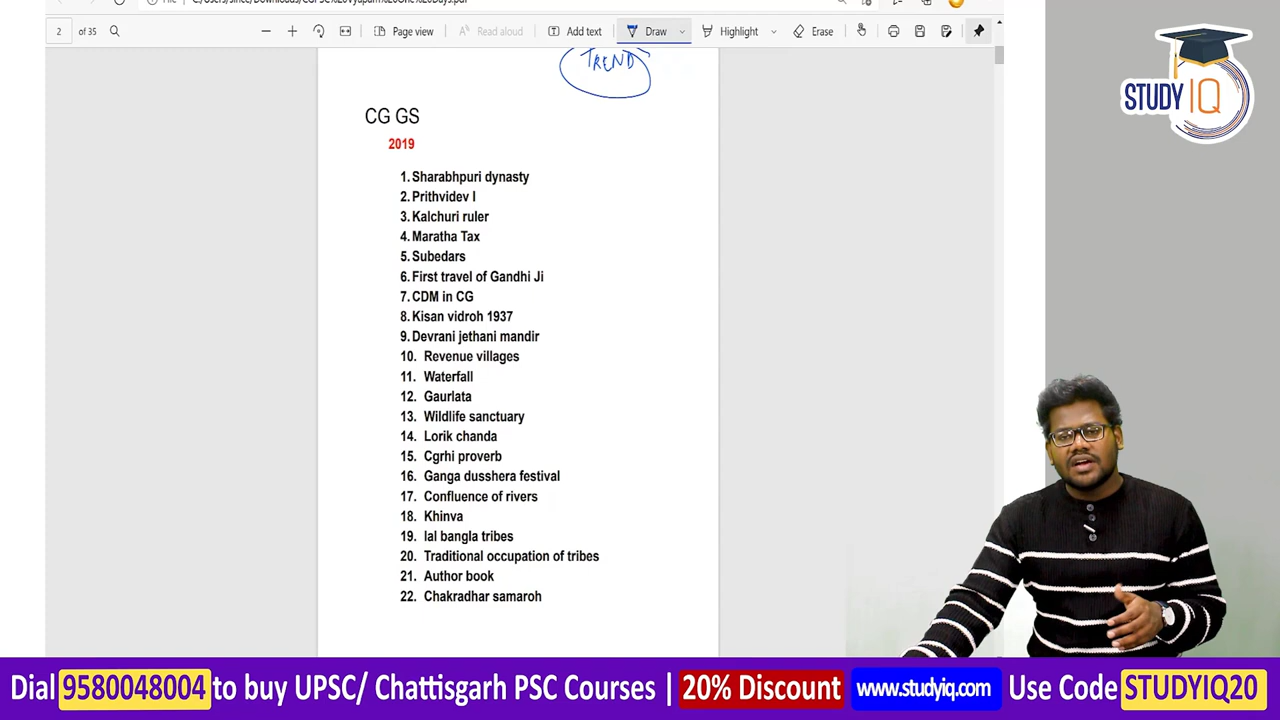 2
of 35
Page view
Read aloud
Add text
Draw
Highlight
Erase
TREND
STUDY IQ
CG GS
2019
1. Sharabhpuri dynasty
2. Prithvidev I
3. Kalchuri ruler
4. Maratha Tax
5. Subedars
6. First travel of Gandhi Ji
7. CDM in CG
8. Kisan vidroh 1937
9. Devrani jethani mandir
10. Revenue villages
11. Waterfall
12. Gaurlata
13. Wildlife sanctuary
14. Lorik chanda
15. Cgrhi proverb
16. Ganga dusshera festival
17. Confluence of rivers
18. Khinva
19. lal bangla tribes
20. Traditional occupation of tribes
21. Author book
22. Chakradhar samaroh
Dial 9580048004 to buy UPSC/ Chattisgarh PSC Courses | 20% Discount www.studyiq.com Use Code STUDYIQ20